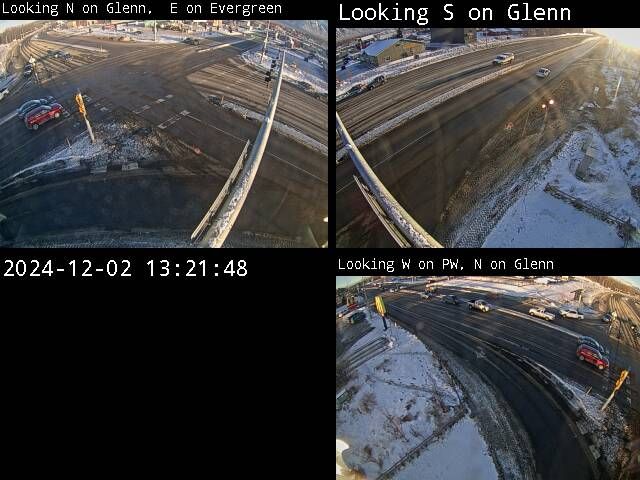 Looking N on Glenn,  E on Evergreen
Looking S on Glenn
2024-12-02 13:21:48
Looking W on PW, N on Glenn